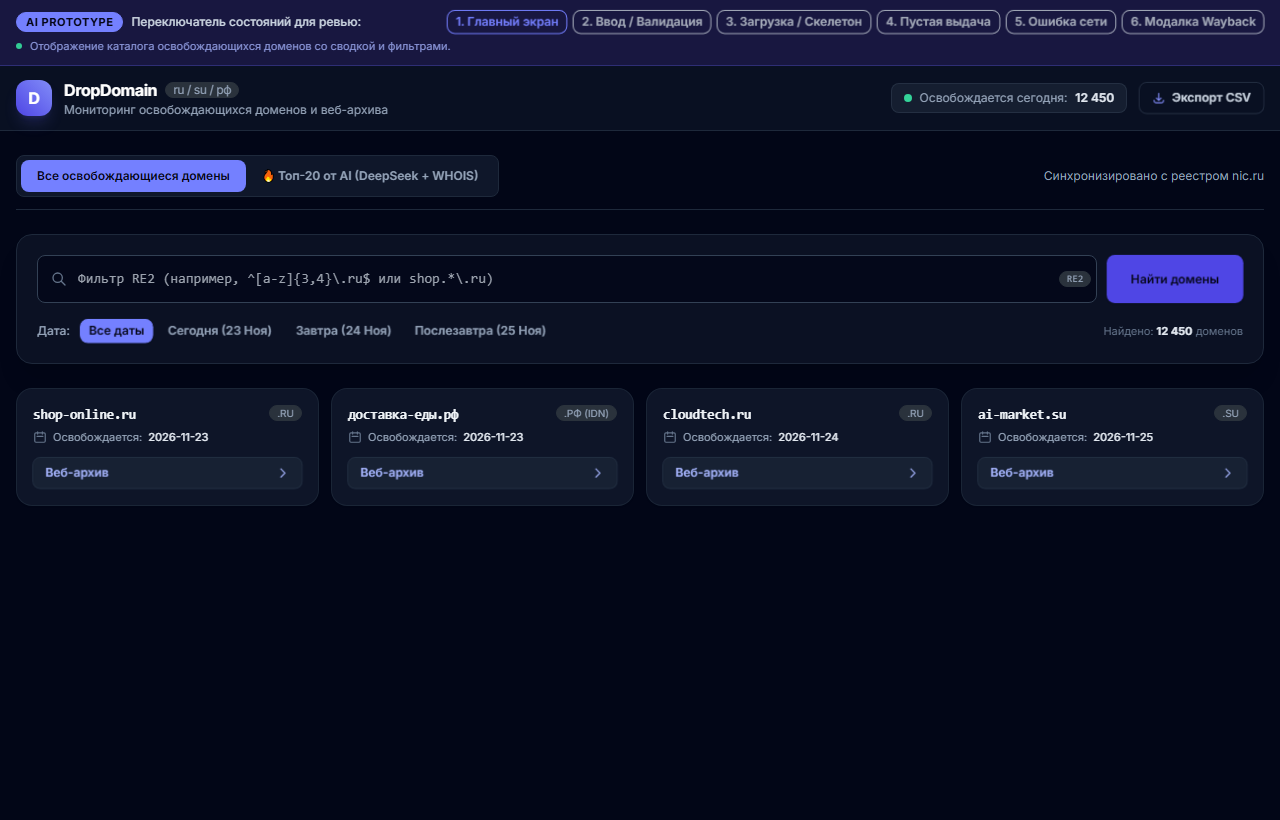 AI PROTOTYPE Переключатель состояний для ревью: 1. Главный экран 2. Ввод / Валидация 3. Загрузка / Скелетон 4. Пустая выдача 5. Ошибка сети 6. Модалка Wayback
Отображение каталога освобождающихся доменов со сводкой и фильтрами.
D DropDomain ru / su / рф
Мониторинг освобождающихся доменов и веб-архива
Освобождается сегодня: 12 450 Экспорт CSV
Все освобождающиеся домены 🔥 Топ-20 от AI (DeepSeek + WHOIS) Синхронизировано с реестром nic.ru
Фильтр RE2 (например, ^[a-z]{3,4}\.ru$ или shop.*\.ru) RE2 Найти домены
Дата: Все даты Сегодня (23 Ноя) Завтра (24 Ноя) Послезавтра (25 Ноя) Найдено: 12 450 доменов
shop-online.ru .RU
Освобождается: 2026-11-23
Веб-архив
доставка-еды.рф .РФ (IDN)
Освобождается: 2026-11-23
Веб-архив
cloudtech.ru .RU
Освобождается: 2026-11-24
Веб-архив
ai-market.su .SU
Освобождается: 2026-11-25
Веб-архив